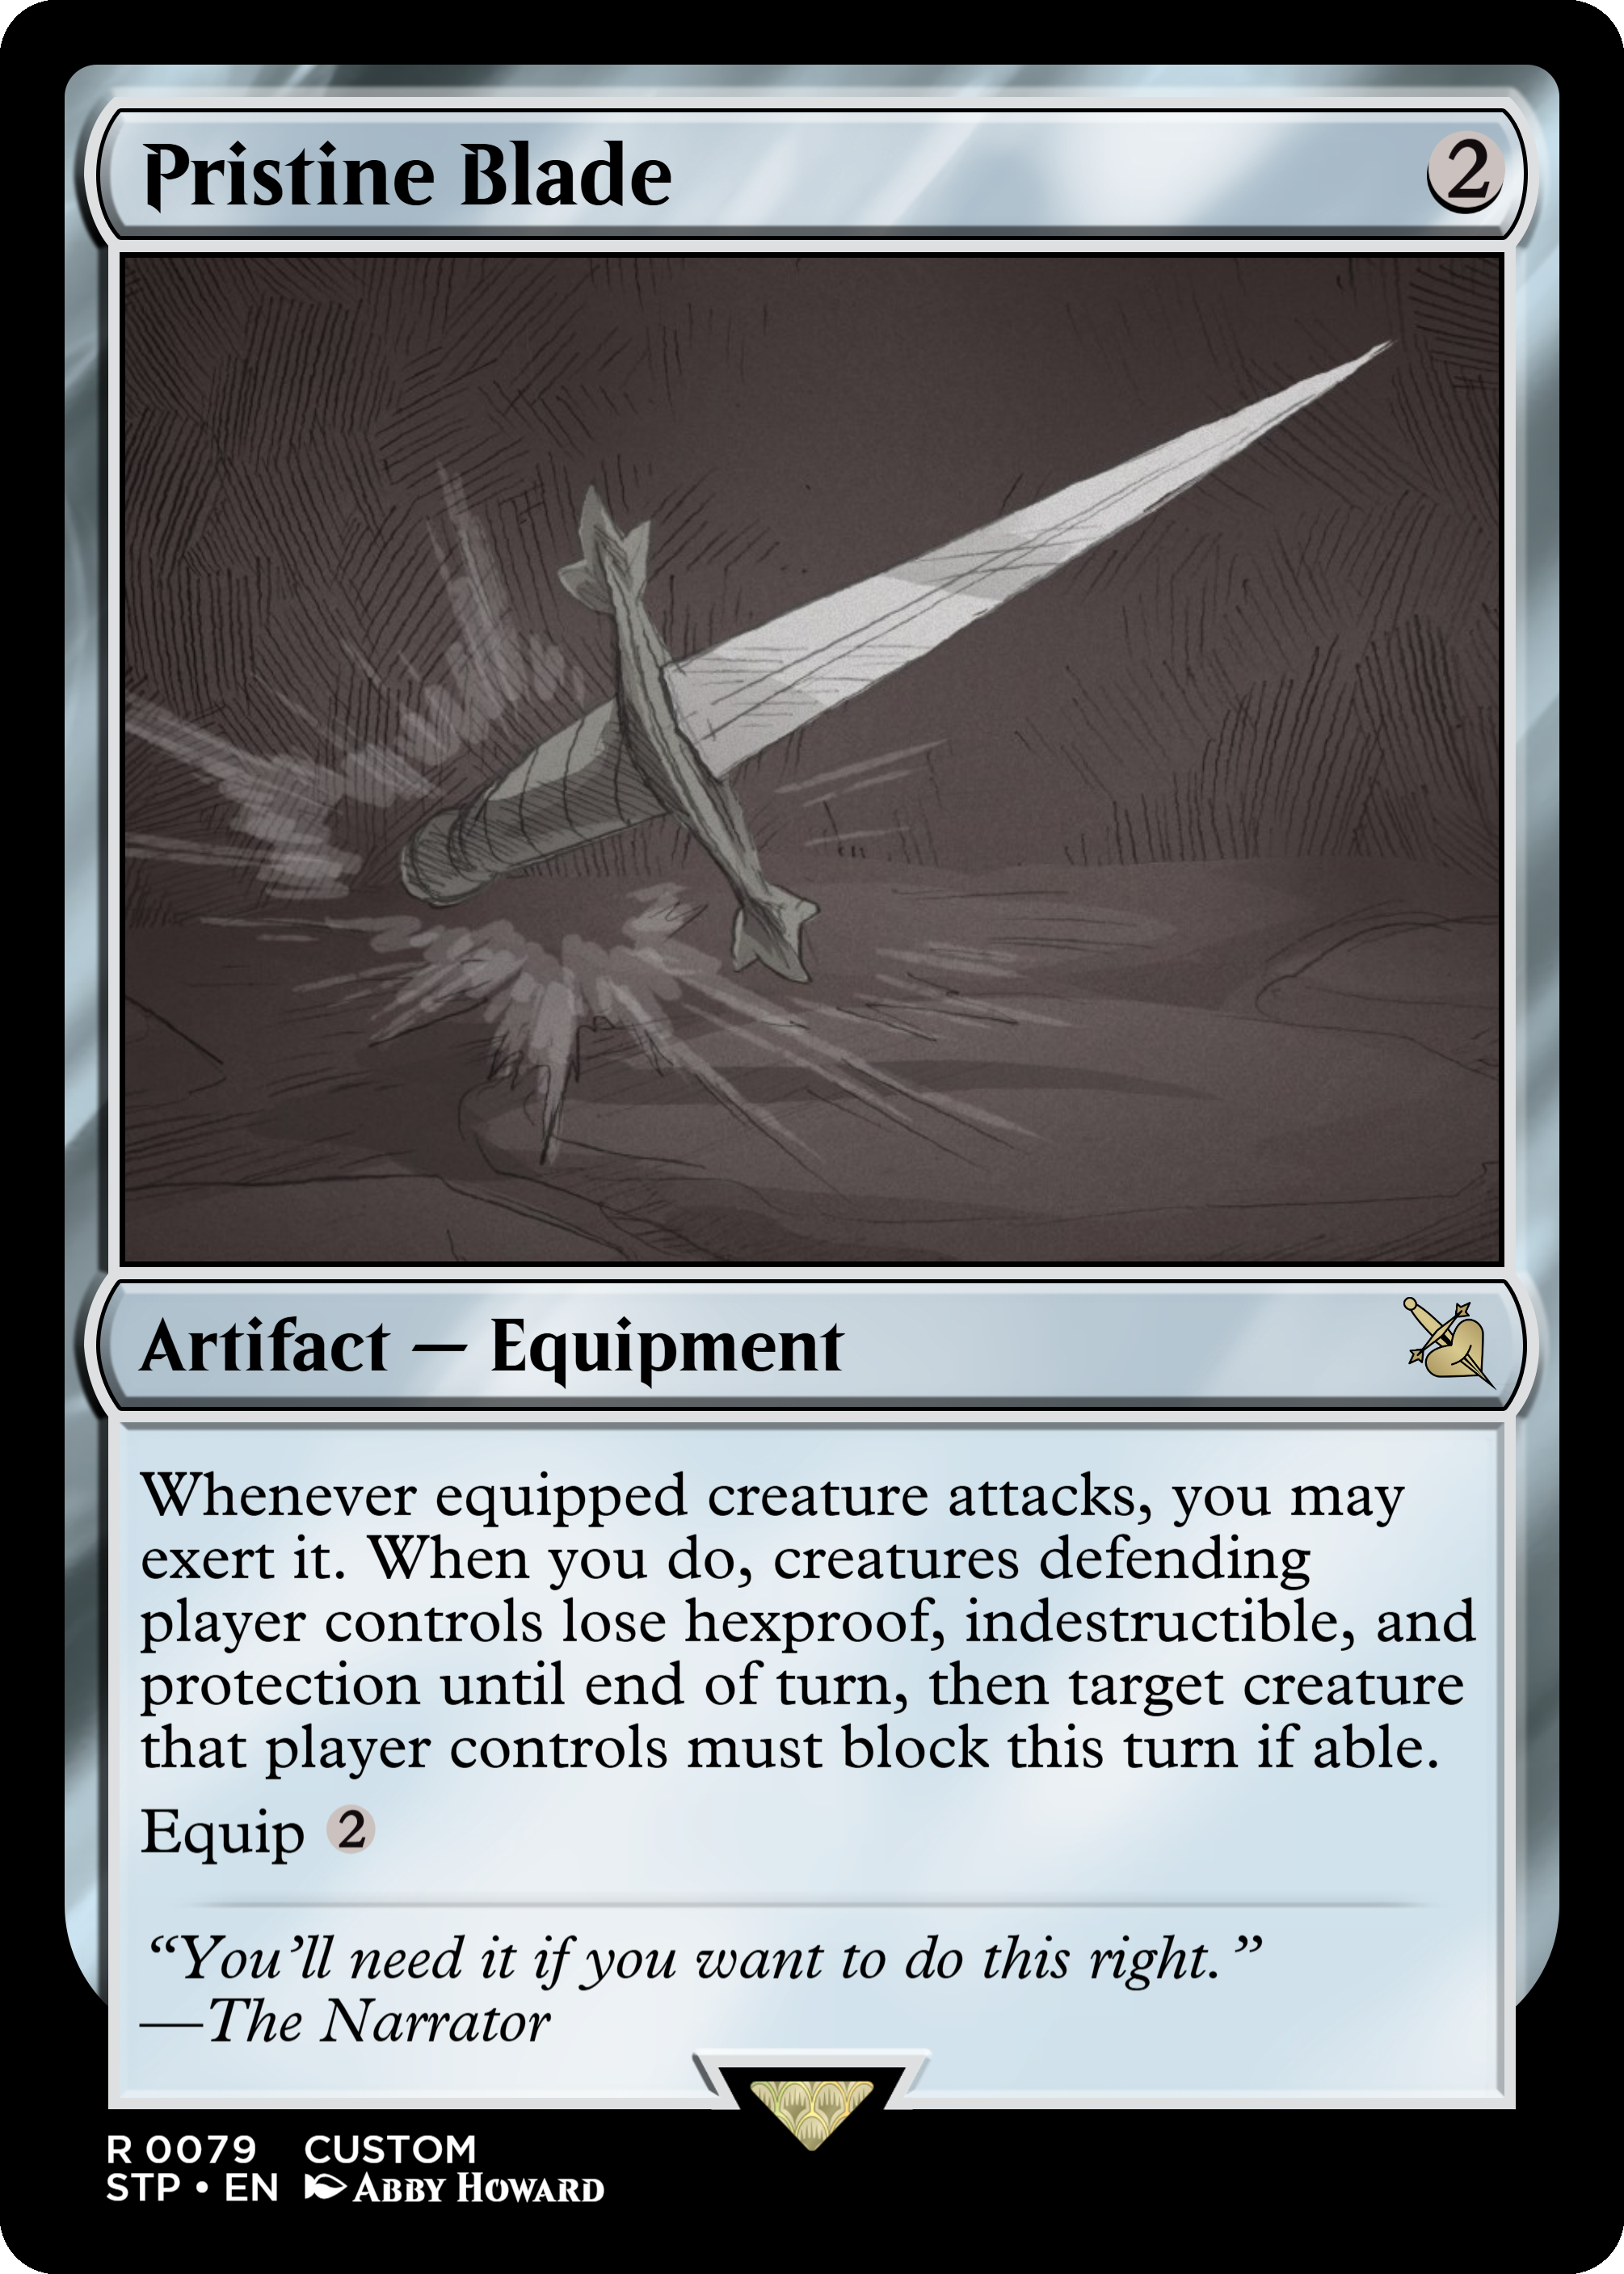 Pristine Blade 2
Artifact — Equipment
Whenever equipped creature attacks, you may
exert it. When you do, creatures defending
player controls lose hexproof, indestructible, and
protection until end of turn, then target creature
that player controls must block this turn if able.
Equip 2
“You’ll need it if you want to do this right.”
—The Narrator
R 0079 CUSTOM
STP • EN ABBY HOWARD